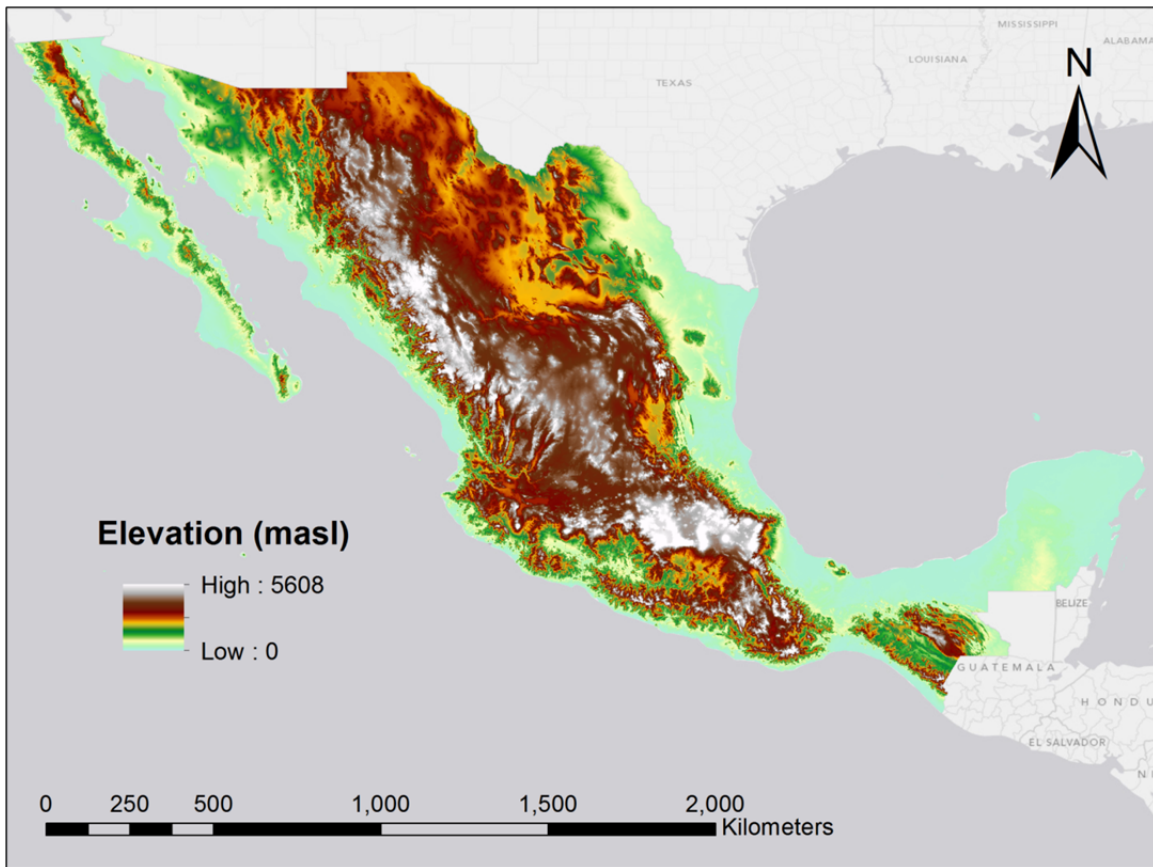 MISSISSIPPI
ALABAMA
LOUISIANA
TEXAS
N
Elevation (masl)
High : 5608
Low : 0
BELIZE
GUATEMALA
HONDU
EL SALVADOR
NI
0 250 500 1,000 1,500 2,000
Kilometers